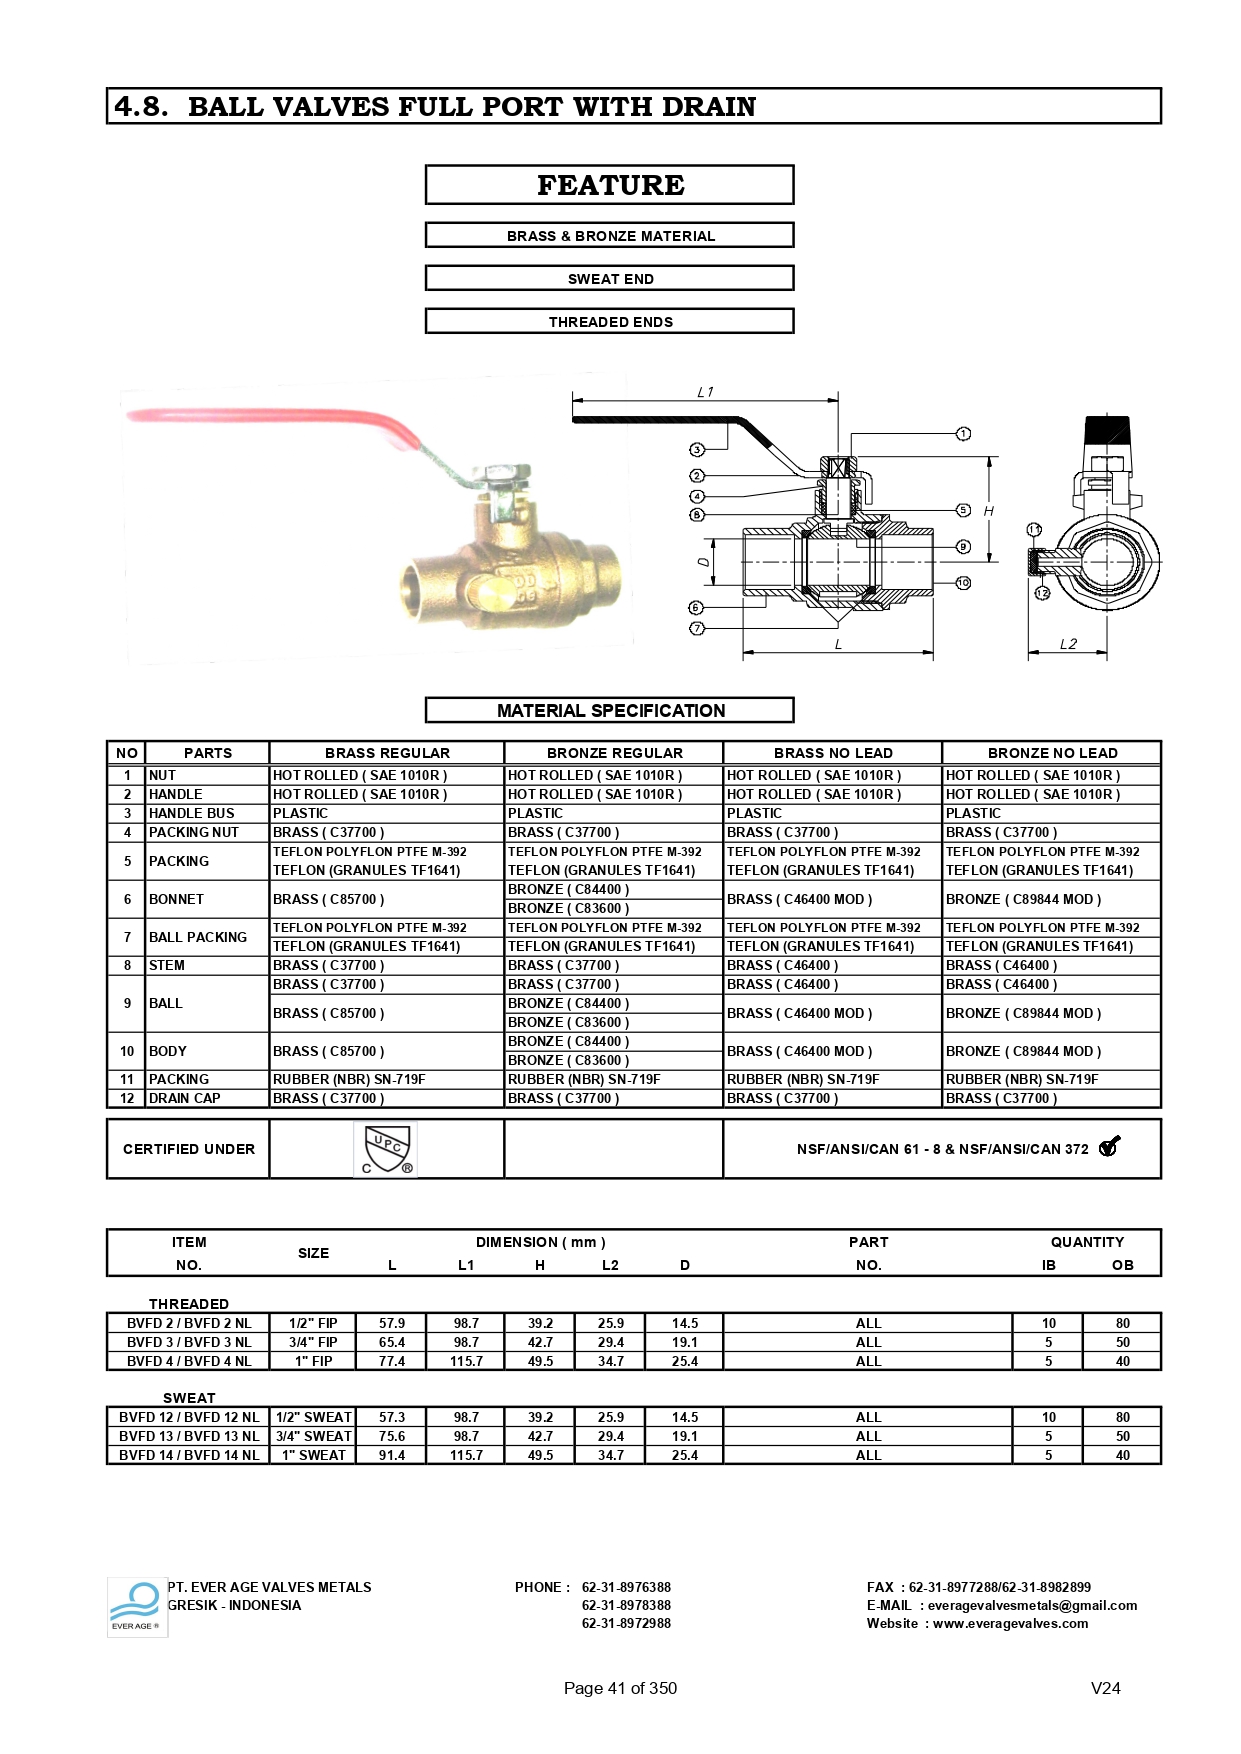 4.8.  BALL VALVES FULL PORT WITH DRAIN
FEATURE
BRASS & BRONZE MATERIAL
SWEAT END
THREADED ENDS
L1
1
3
2
4
8
5
H
9
D
10
6
7
L
11
12
L2
MATERIAL SPECIFICATION
NO PARTS BRASS REGULAR BRONZE REGULAR BRASS NO LEAD BRONZE NO LEAD
1 NUT HOT ROLLED ( SAE 1010R ) HOT ROLLED ( SAE 1010R ) HOT ROLLED ( SAE 1010R ) HOT ROLLED ( SAE 1010R )
2 HANDLE HOT ROLLED ( SAE 1010R ) HOT ROLLED ( SAE 1010R ) HOT ROLLED ( SAE 1010R ) HOT ROLLED ( SAE 1010R )
3 HANDLE BUS PLASTIC PLASTIC PLASTIC PLASTIC
4 PACKING NUT BRASS ( C37700 ) BRASS ( C37700 ) BRASS ( C37700 ) BRASS ( C37700 )
5 PACKING TEFLON POLYFLON PTFE M-392 TEFLON POLYFLON PTFE M-392 TEFLON POLYFLON PTFE M-392 TEFLON POLYFLON PTFE M-392
TEFLON (GRANULES TF1641) TEFLON (GRANULES TF1641) TEFLON (GRANULES TF1641) TEFLON (GRANULES TF1641)
6 BONNET BRASS ( C85700 ) BRONZE ( C84400 ) BRASS ( C46400 MOD ) BRONZE ( C89844 MOD )
BRONZE ( C83600 )
7 BALL PACKING TEFLON POLYFLON PTFE M-392 TEFLON POLYFLON PTFE M-392 TEFLON POLYFLON PTFE M-392 TEFLON POLYFLON PTFE M-392
TEFLON (GRANULES TF1641) TEFLON (GRANULES TF1641) TEFLON (GRANULES TF1641) TEFLON (GRANULES TF1641)
8 STEM BRASS ( C37700 ) BRASS ( C37700 ) BRASS ( C46400 ) BRASS ( C46400 )
9 BALL BRASS ( C37700 ) BRASS ( C37700 ) BRASS ( C46400 ) BRASS ( C46400 )
BRASS ( C85700 ) BRONZE ( C84400 ) BRASS ( C46400 MOD ) BRONZE ( C89844 MOD )
BRONZE ( C83600 )
10 BODY BRASS ( C85700 ) BRONZE ( C84400 ) BRASS ( C46400 MOD ) BRONZE ( C89844 MOD )
BRONZE ( C83600 )
11 PACKING RUBBER (NBR) SN-719F RUBBER (NBR) SN-719F RUBBER (NBR) SN-719F RUBBER (NBR) SN-719F
12 DRAIN CAP BRASS ( C37700 ) BRASS ( C37700 ) BRASS ( C37700 ) BRASS ( C37700 )
CERTIFIED UNDER UPC C ® NSF/ANSI/CAN 61 - 8 & NSF/ANSI/CAN 372
ITEM SIZE DIMENSION ( mm ) PART QUANTITY
NO. L L1 H L2 D NO. IB OB
THREADED
BVFD 2 / BVFD 2 NL 1/2" FIP 57.9 98.7 39.2 25.9 14.5 ALL 10 80
BVFD 3 / BVFD 3 NL 3/4" FIP 65.4 98.7 42.7 29.4 19.1 ALL 5 50
BVFD 4 / BVFD 4 NL 1" FIP 77.4 115.7 49.5 34.7 25.4 ALL 5 40
SWEAT
BVFD 12 / BVFD 12 NL 1/2" SWEAT 57.3 98.7 39.2 25.9 14.5 ALL 10 80
BVFD 13 / BVFD 13 NL 3/4" SWEAT 75.6 98.7 42.7 29.4 19.1 ALL 5 50
BVFD 14 / BVFD 14 NL 1" SWEAT 91.4 115.7 49.5 34.7 25.4 ALL 5 40
PT. EVER AGE VALVES METALS PHONE : 62-31-8976388 FAX : 62-31-8977288/62-31-8982899
GRESIK - INDONESIA 62-31-8978388 E-MAIL : everagevalvesmetals@gmail.com
EVER AGE ® 62-31-8972988 Website : www.everagevalves.com
Page 41 of 350 V24